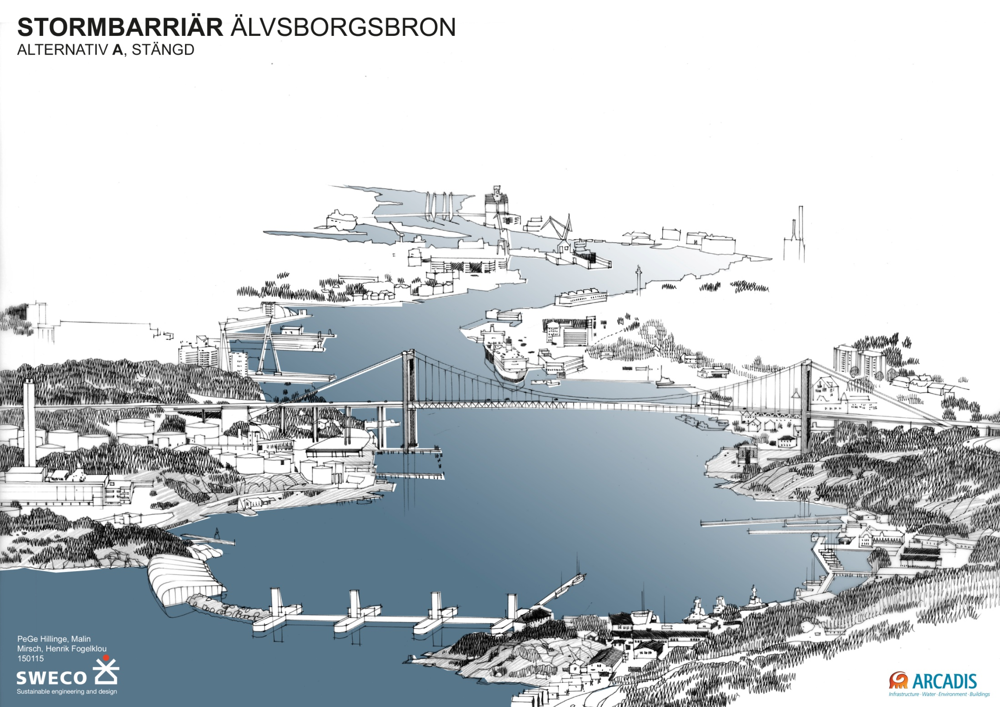 STORMBARRIÄR ÄLVSBORGSBRON
ALTERNATIV A, STÄNGD
PeGe Hillinge, Malin
Mirsch, Henrik Fogelklou
150115
SWECO
Sustainable engineering and design
ARCADIS
Infrastructure · Water · Environment · Buildings